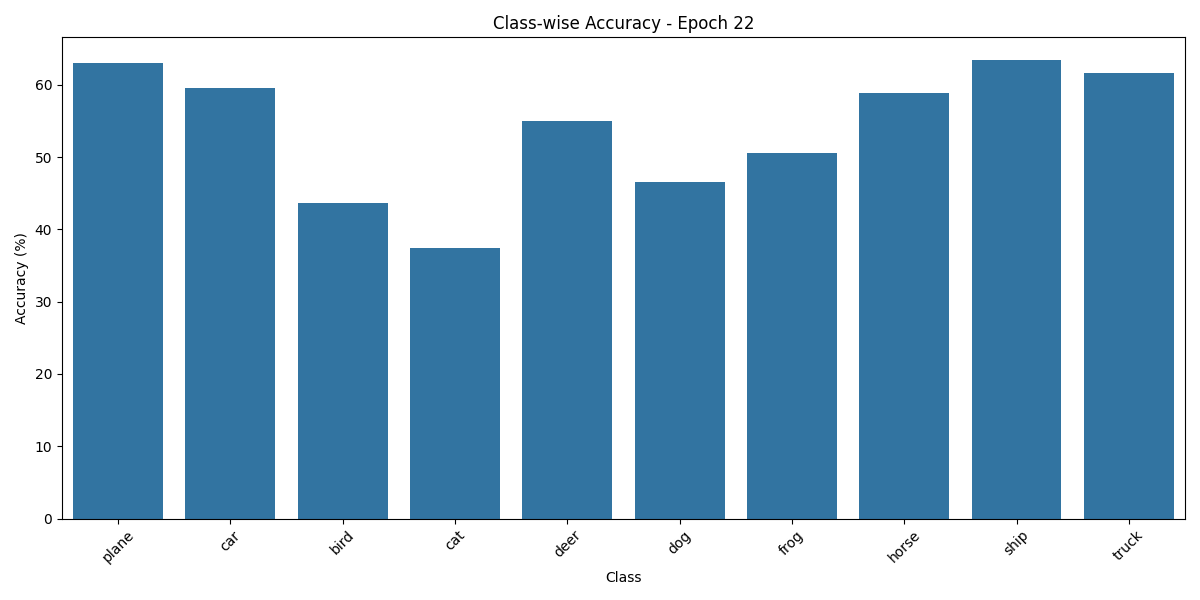 Class-wise Accuracy - Epoch 22
Accuracy (%)
60
50
40
30
20
10
0
plane
car
bird
cat
deer
dog
frog
horse
ship
truck
Class